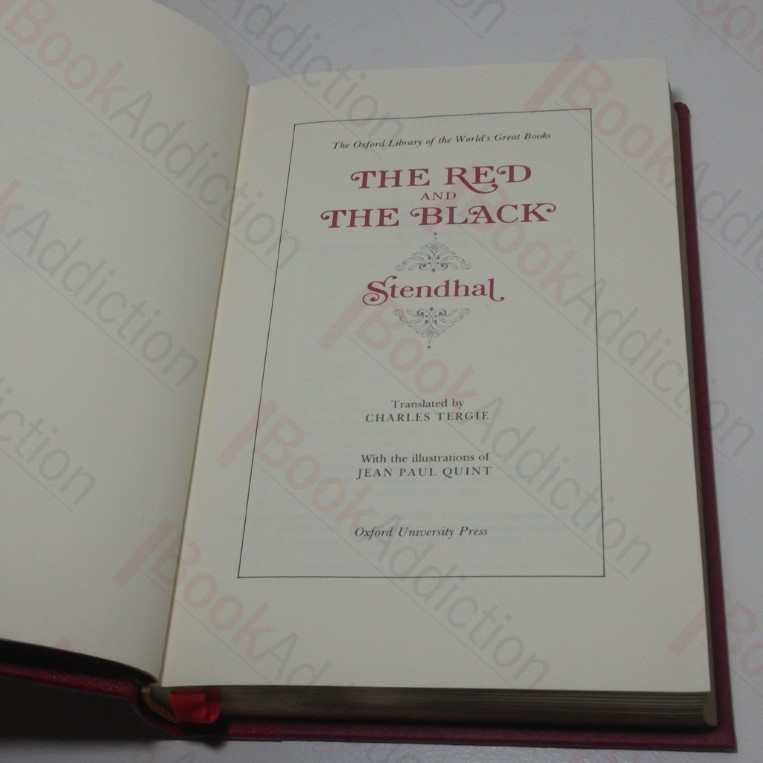 The Oxford Library of the World's Great Books
THE RED
AND
THE BLACK
Stendhal
Translated by
CHARLES TERGIE
With the illustrations of
JEAN PAUL QUINT
Oxford University Press
BookAddiction